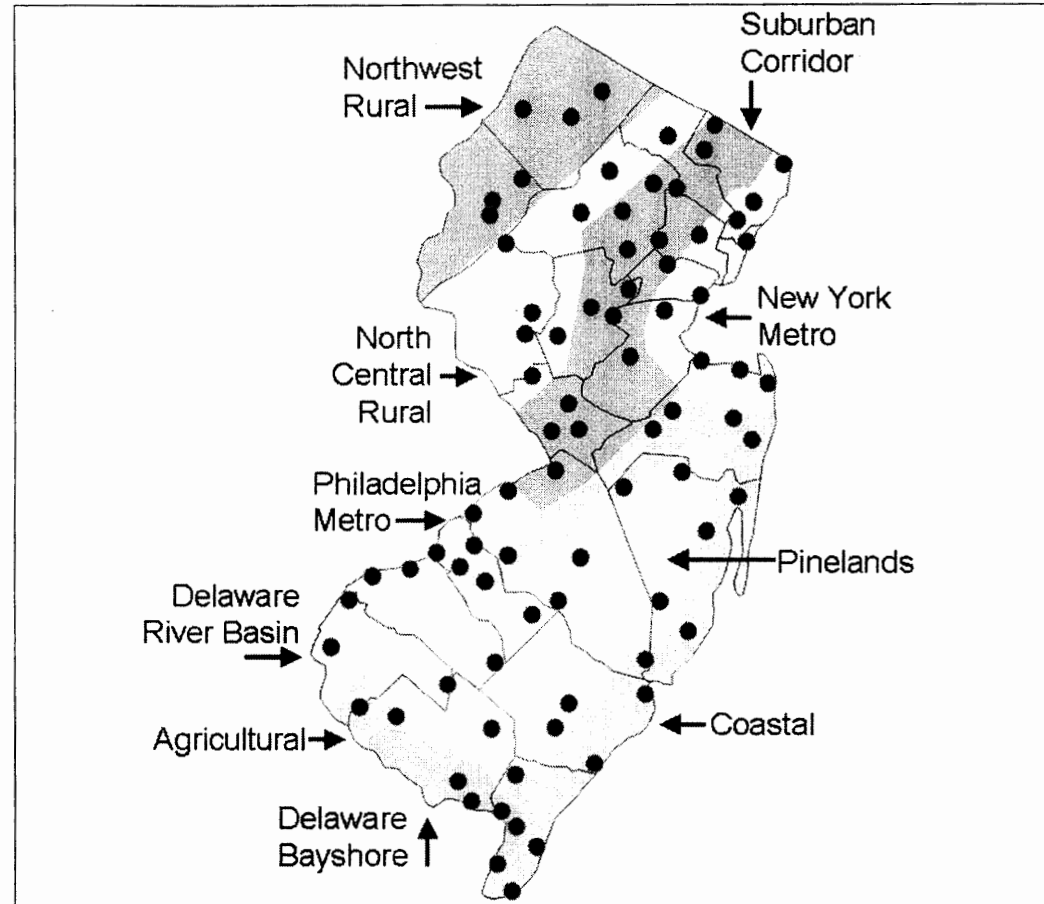 Suburban
Corridor
Northwest
Rural
New York
Metro
North
Central
Rural
Philadelphia
Metro
Pinelands
Delaware
River Basin
Coastal
Agricultural
Delaware
Bayshore